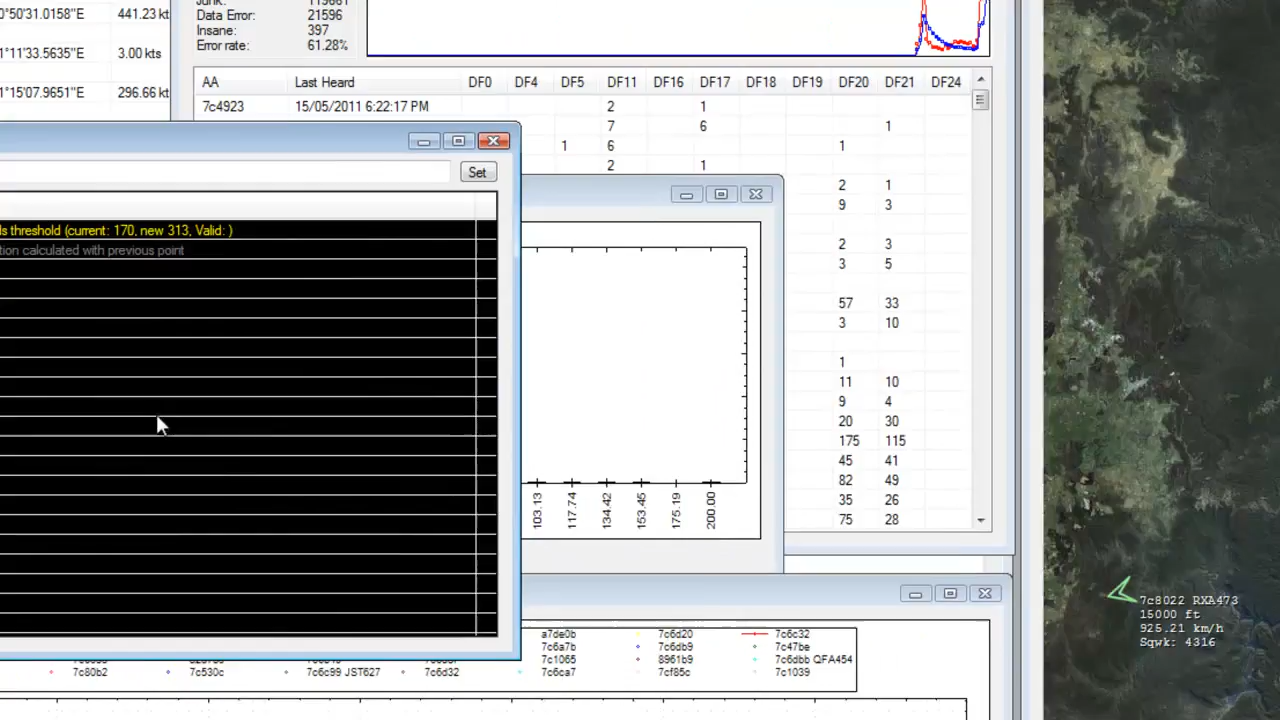 °50'31.0158"E 441.23 kt
1°11'33.5635"E 3.00 kts
1°15'07.9651"E 296.66 kt
Data Error: 21596
Insane: 397
Error rate: 61.28%
AA Last Heard DF0 DF4 DF5 DF11 DF16 DF17 DF18 DF19 DF20 DF21 DF24
7c4923 15/05/2011 6:22:17 PM 2 1
7 6 1
1 6 1
2 1
2 1
9 3
2 3
3 5
57 33
3 10
1
11 10
9 4
20 30
175 115
45 41
82 49
35 26
75 28
Set
ls threshold (current: 170, new 313, Valid: )
tion calculated with previous point
103.13 117.74 134.42 153.45 175.19 200.00
a7de0b 7c6d20 7c6c32
7c6a7b 7c6db9 7c47be
7c1065 8961b9 7c6dbb QFA454
7c80b2 7c530c 7c6c99 JST627 7c6d32 7c6ca7 7cf85c 7c1039
7c8022 RXA473
15000 ft
925.21 km/h
Sqwk: 4316